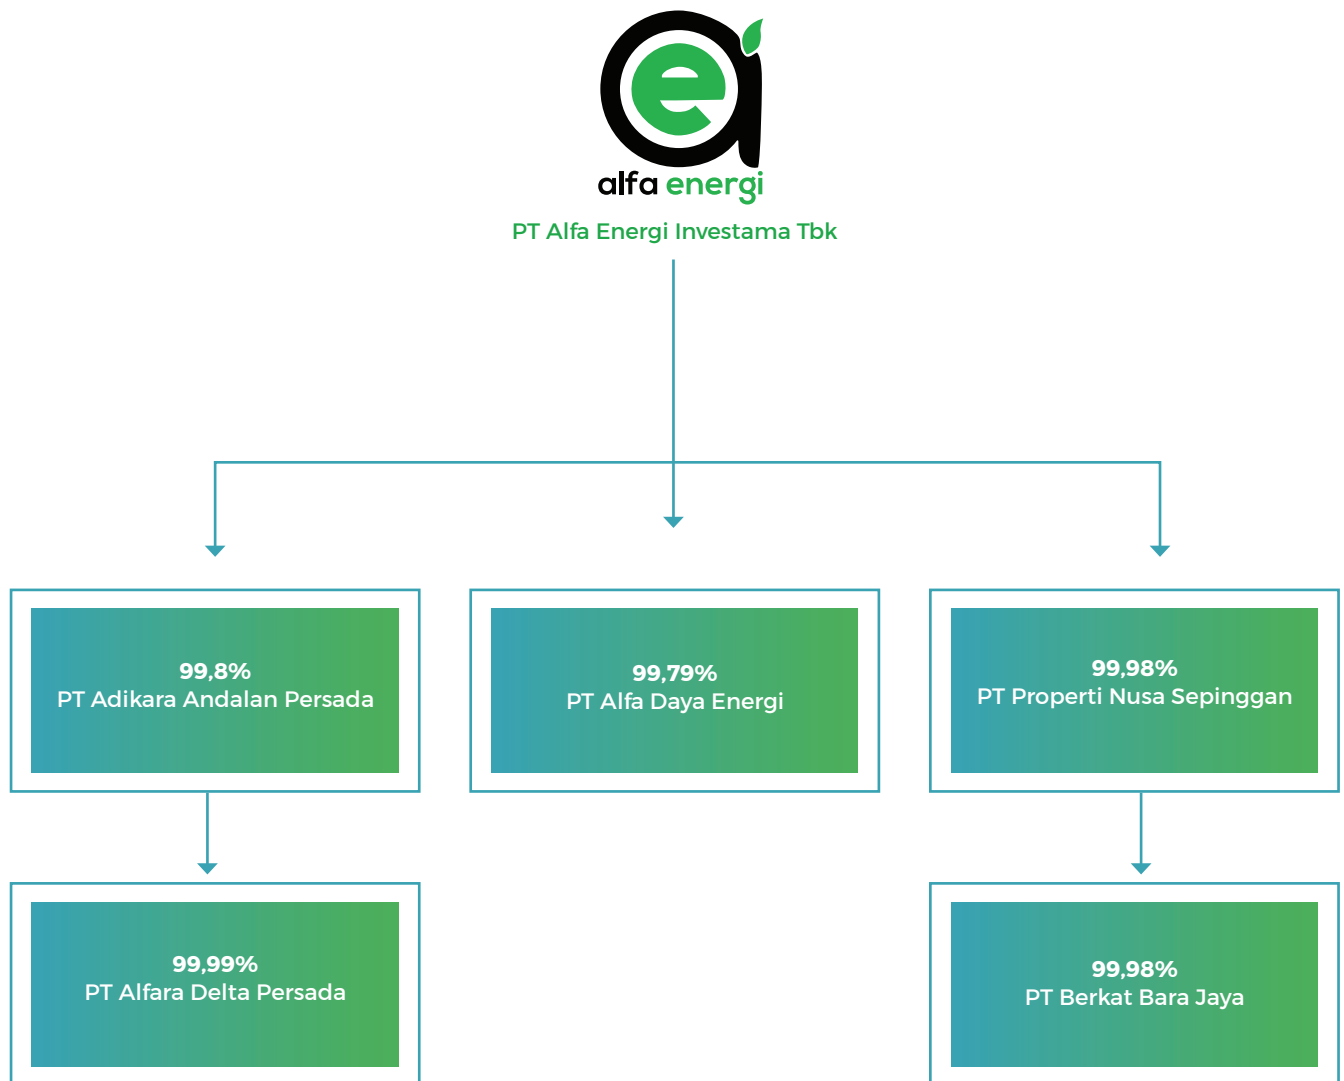 alfa energi
PT Alfa Energi Investama Tbk
99,8%
PT Adikara Andalan Persada
99,79%
PT Alfa Daya Energi
99,98%
PT Properti Nusa Sepinggan
99,99%
PT Alfara Delta Persada
99,98%
PT Berkat Bara Jaya